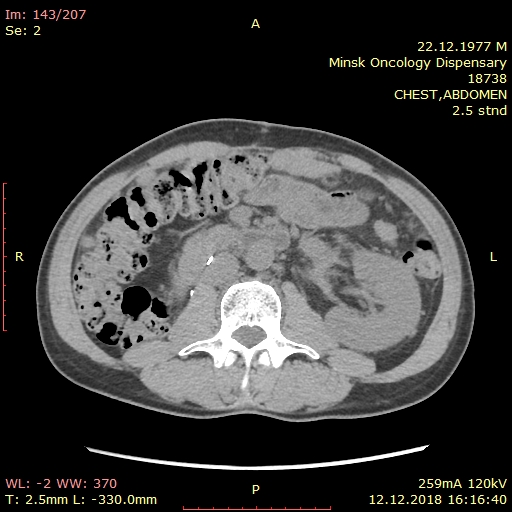 Im: 143/207
Se: 2
A
22.12.1977 M
Minsk Oncology Dispensary
18738
CHEST,ABDOMEN
2.5 stnd
R
L
WL: -2 WW: 370
T: 2.5mm L: -330.0mm
P
259mA 120kV
12.12.2018 16:16:40